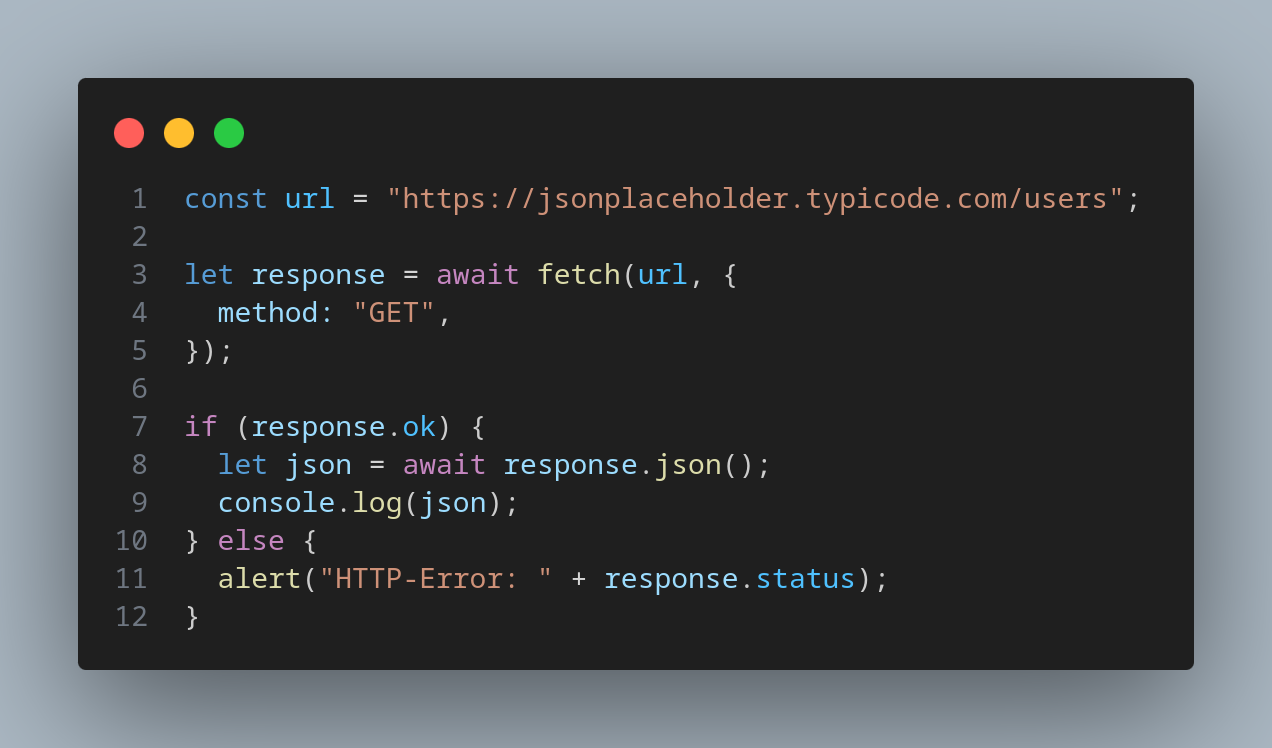 1 const url = "https://jsonplaceholder.typicode.com/users";
2
3 let response = await fetch(url, {
4   method: "GET",
5 });
6
7 if (response.ok) {
8   let json = await response.json();
9   console.log(json);
10 } else {
11   alert("HTTP-Error: " + response.status);
12 }